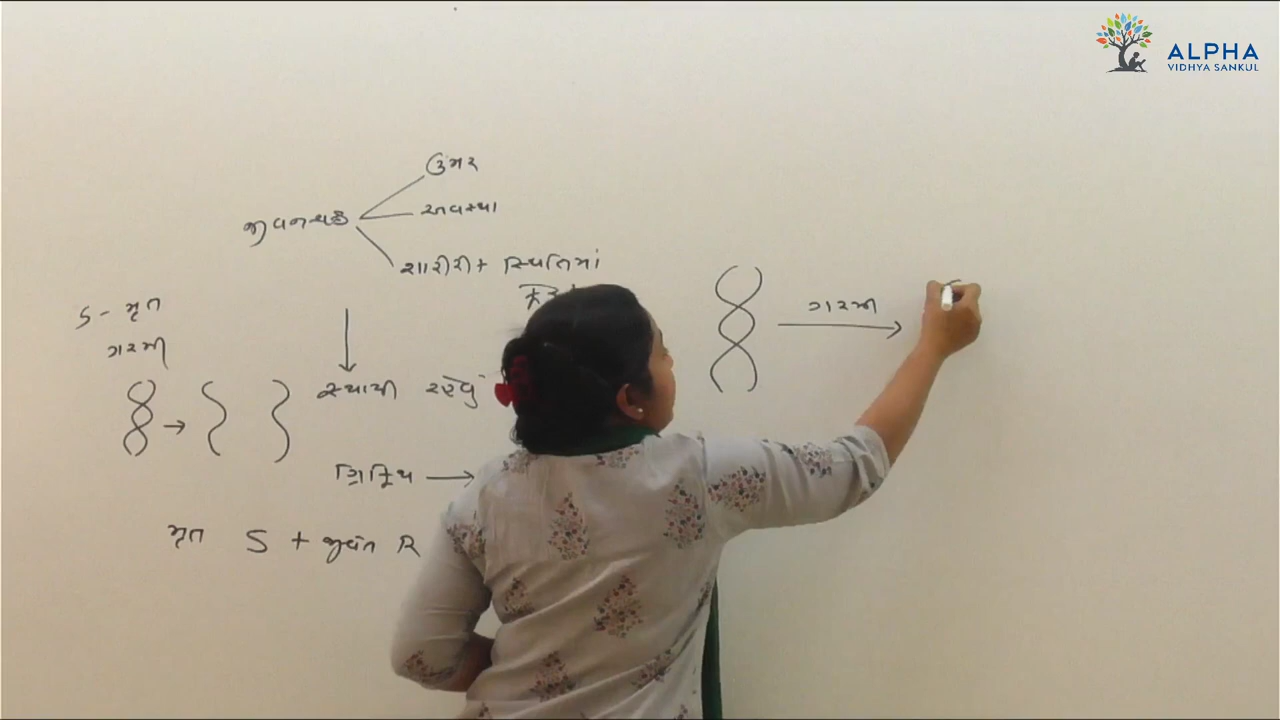 ALPHA
VIDHYA SANKUL
ઉંમર
જીવનચક્રે
અવસ્થા
શારીરી + સ્થિતિમાં
S - મૃત
ગરમી
ગરમી
સ્થાયી રહેવું
ગ્રિફિથ
મૃત S + જીવંત R